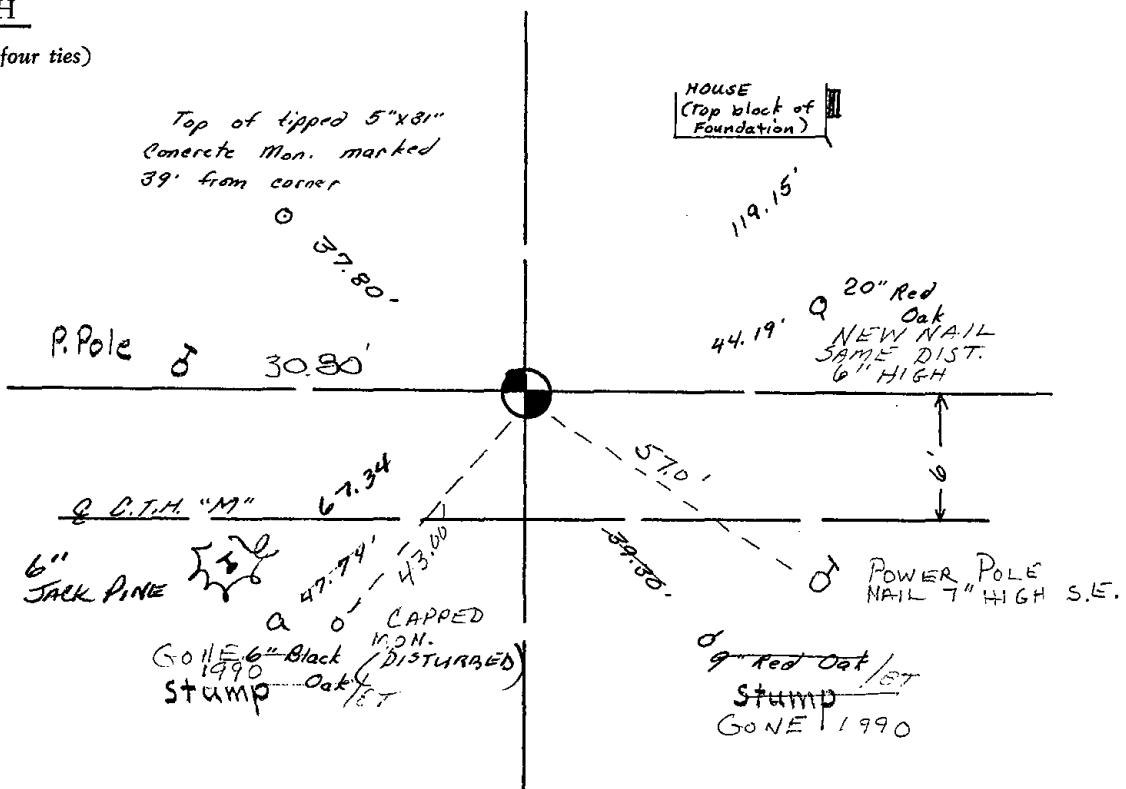 H
four ties)
Top of tipped 5"x31"
Concrete Mon. marked
39' from corner
37.80'
HOUSE
(Top block of
Foundation)
119.15'
P. Pole
30.80'
44.19'
20" Red
Oak
NEW NAIL
SAME DIST.
6" HIGH
57.0'
6'
℄ C.T.H. "M"
67.34
6"
JACK PINE
47.74'
43.00'
39.30'
POWER POLE
NAIL 7" HIGH S.E.
CAPPED
MON.
(DISTURBED)
GONE 6" Black
1990
Oak/ET
stump
9" Red Oak/ET
stump
GONE 1990